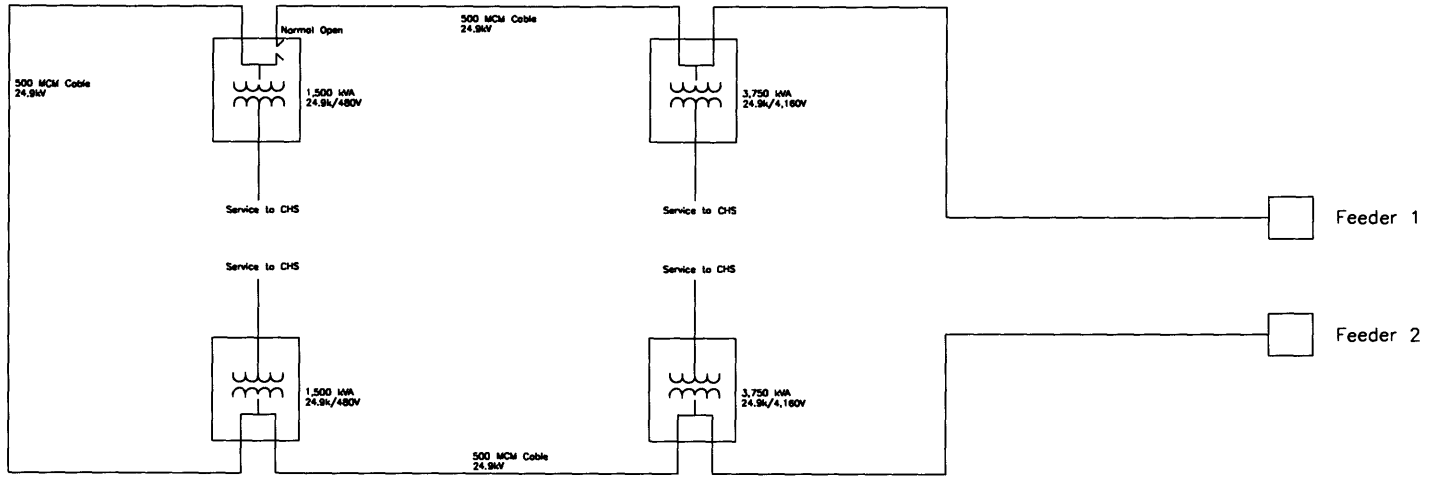 Normal Open
500 MCM Cable
24.9kV
500 MCM Cable
24.9kV
1,500 kVA
24.9k/480V
3,750 kVA
24.9k/4,160V
Service to CHS
Service to CHS
Feeder 1
Service to CHS
Service to CHS
Feeder 2
1,500 kVA
24.9k/480V
3,750 kVA
24.9k/4,160V
500 MCM Cable
24.9kV